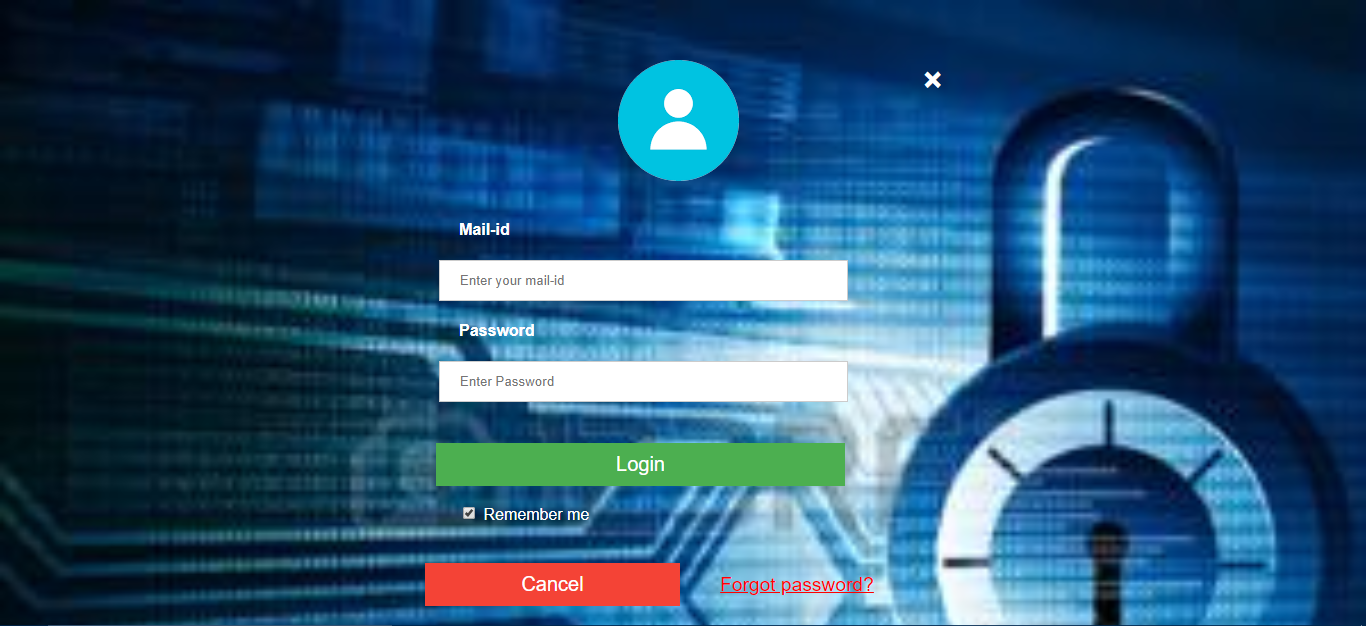 Mail-id
Enter your mail-id
Password
Enter Password
Login
Remember me
Cancel
Forgot password?